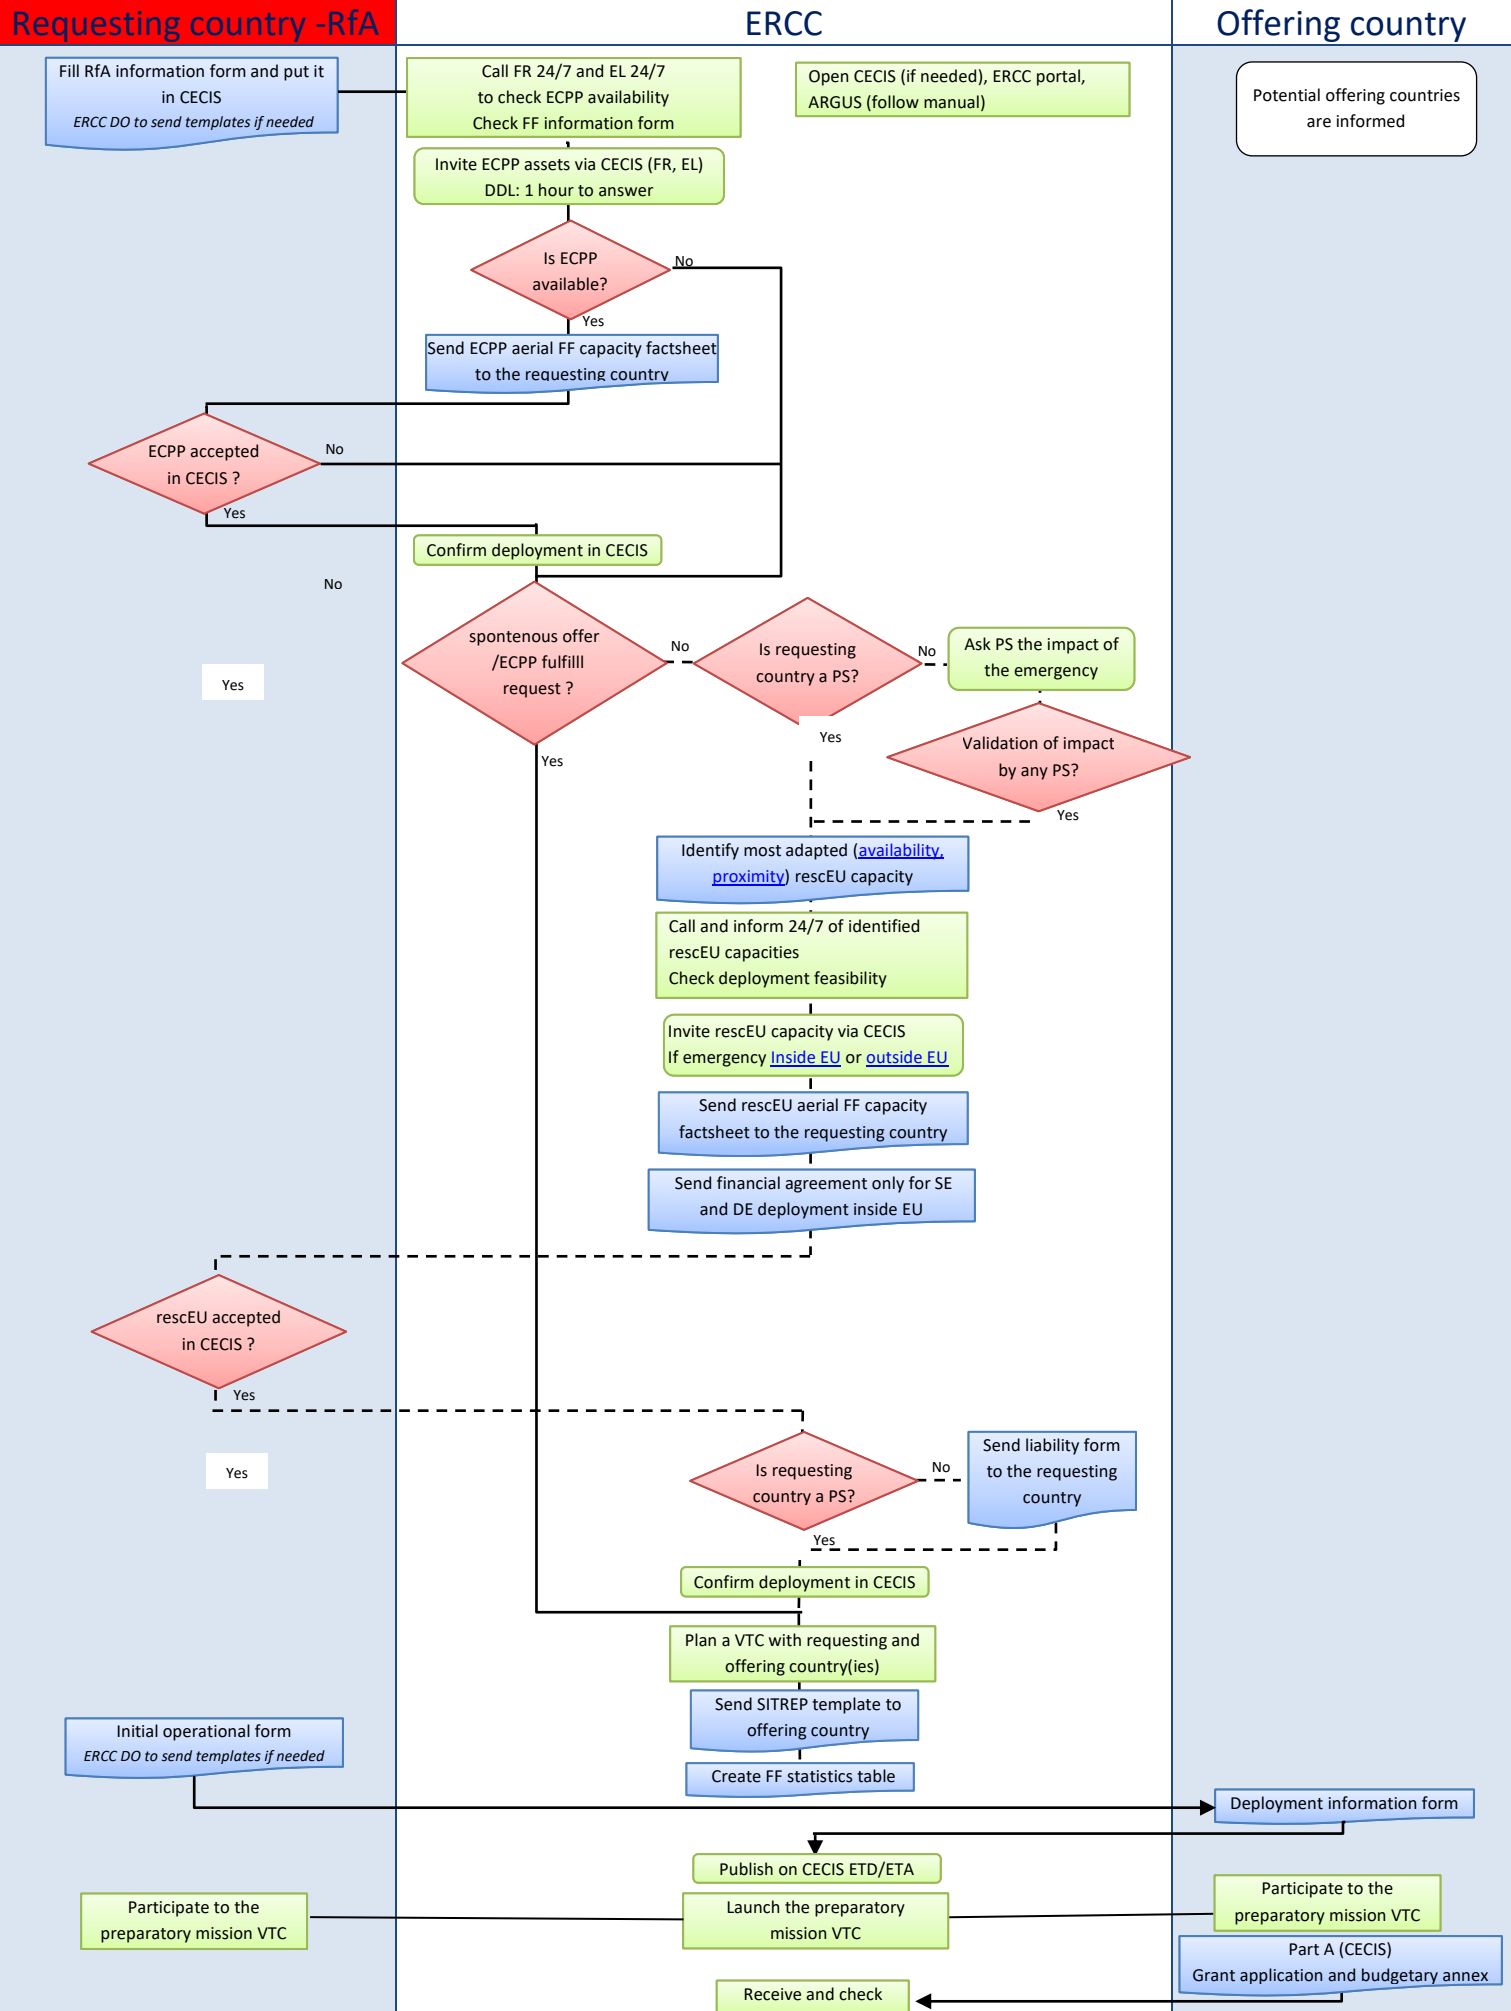 Requesting country -RfA
ERCC
Offering country
Fill RfA information form and put it
in CECIS
ERCC DO to send templates if needed
Call FR 24/7 and EL 24/7
to check ECPP availability
Check FF information form
Open CECIS (if needed), ERCC portal,
ARGUS (follow manual)
Potential offering countries
are informed
Invite ECPP assets via CECIS (FR, EL)
DDL: 1 hour to answer
Is ECPP
available?
No
Yes
Send ECPP aerial FF capacity factsheet
to the requesting country
ECPP accepted
in CECIS ?
No
Yes
Confirm deployment in CECIS
No
Yes
spontenous offer
/ECPP fulfilll
request ?
No
Yes
Is requesting
country a PS?
No
Yes
Ask PS the impact of
the emergency
Validation of impact
by any PS?
Yes
Identify most adapted (availability,
proximity) rescEU capacity
Call and inform 24/7 of identified
rescEU capacities
Check deployment feasibility
Invite rescEU capacity via CECIS
If emergency Inside EU or outside EU
Send rescEU aerial FF capacity
factsheet to the requesting country
Send financial agreement only for SE
and DE deployment inside EU
rescEU accepted
in CECIS ?
Yes
Yes
Is requesting
country a PS?
No
Yes
Send liability form
to the requesting
country
Confirm deployment in CECIS
Plan a VTC with requesting and
offering country(ies)
Send SITREP template to
offering country
Initial operational form
ERCC DO to send templates if needed
Create FF statistics table
Deployment information form
Publish on CECIS ETD/ETA
Participate to the
preparatory mission VTC
Launch the preparatory
mission VTC
Participate to the
preparatory mission VTC
Part A (CECIS)
Grant application and budgetary annex
Receive and check